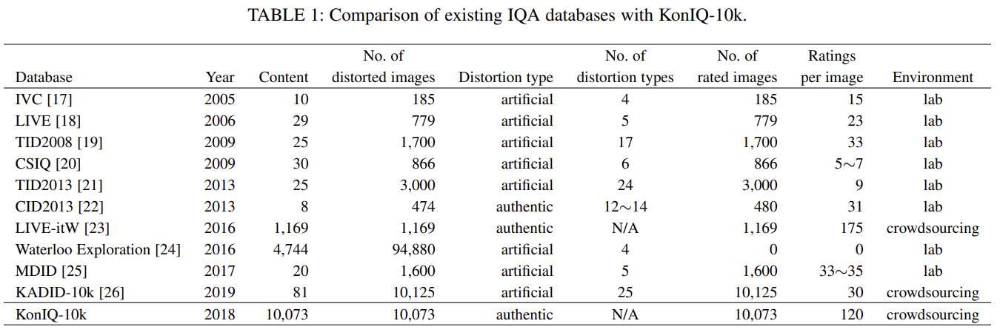 TABLE 1: Comparison of existing IQA databases with KonIQ-10k.
No. of No. of No. of Ratings
Database Year Content distorted images Distortion type distortion types rated images per image Environment
IVC [17] 2005 10 185 artificial 4 185 15 lab
LIVE [18] 2006 29 779 artificial 5 779 23 lab
TID2008 [19] 2009 25 1,700 artificial 17 1,700 33 lab
CSIQ [20] 2009 30 866 artificial 6 866 5∼7 lab
TID2013 [21] 2013 25 3,000 artificial 24 3,000 9 lab
CID2013 [22] 2013 8 474 authentic 12∼14 480 31 lab
LIVE-itW [23] 2016 1,169 1,169 authentic N/A 1,169 175 crowdsourcing
Waterloo Exploration [24] 2016 4,744 94,880 artificial 4 0 0 lab
MDID [25] 2017 20 1,600 artificial 5 1,600 33∼35 lab
KADID-10k [26] 2019 81 10,125 artificial 25 10,125 30 crowdsourcing
KonIQ-10k 2018 10,073 10,073 authentic N/A 10,073 120 crowdsourcing